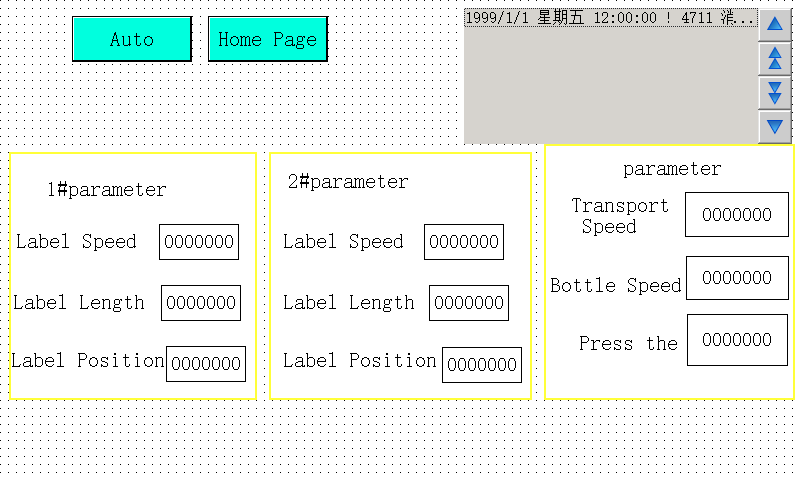 Auto
Home Page
1999/1/1 星期五 12:00:00 ! 4711 消...
1#parameter
Label Speed 0000000
Label Length 0000000
Label Position 0000000
2#parameter
Label Speed 0000000
Label Length 0000000
Label Position 0000000
parameter
Transport
Speed
0000000
Bottle Speed 0000000
Press the 0000000